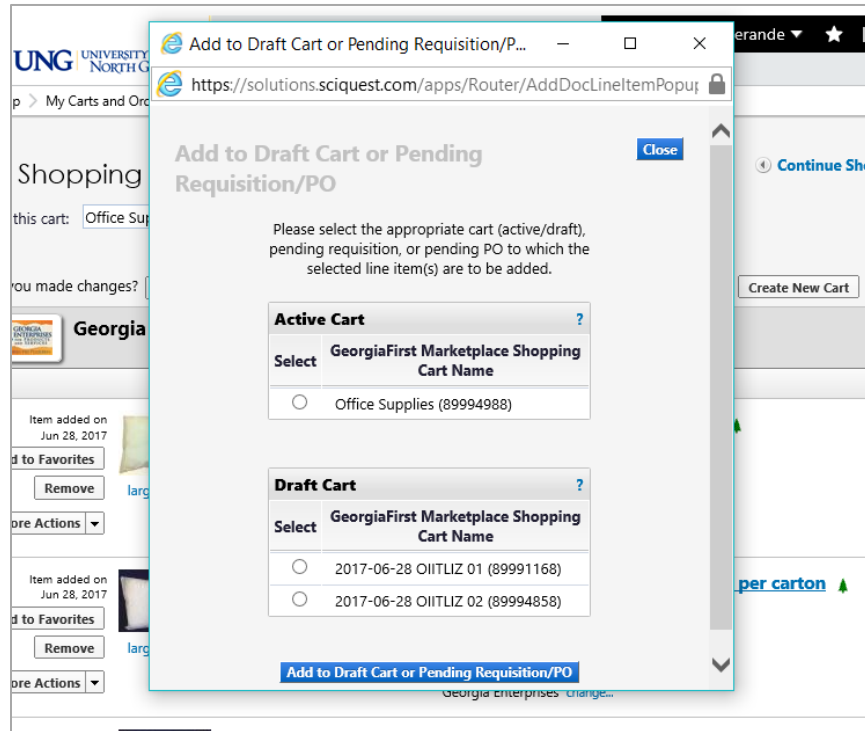 Add to Draft Cart or Pending Requisition/P...
https://solutions.sciquest.com/apps/Router/AddDocLineItemPopup
UNG UNIVERSITY
NORTH G
erande
p > My Carts and Ord
Shopping
this cart: Office Sup
ou made changes?
Georgia
GEORGIA
ENTERPRISES
Continue Sho
Create New Cart
Add to Draft Cart or Pending
Requisition/PO
Close
Please select the appropriate cart (active/draft),
pending requisition, or pending PO to which the
selected line item(s) are to be added.
Active Cart ?
Select GeorgiaFirst Marketplace Shopping
Cart Name
Office Supplies (89994988)
Draft Cart ?
Select GeorgiaFirst Marketplace Shopping
Cart Name
2017-06-28 OIITLIZ 01 (89991168)
2017-06-28 OIITLIZ 02 (89994858)
Add to Draft Cart or Pending Requisition/PO
Item added on
Jun 28, 2017
d to Favorites
Remove
larg
ore Actions
Item added on
Jun 28, 2017
d to Favorites
Remove
larg
ore Actions
per carton
Georgia Enterprises change...